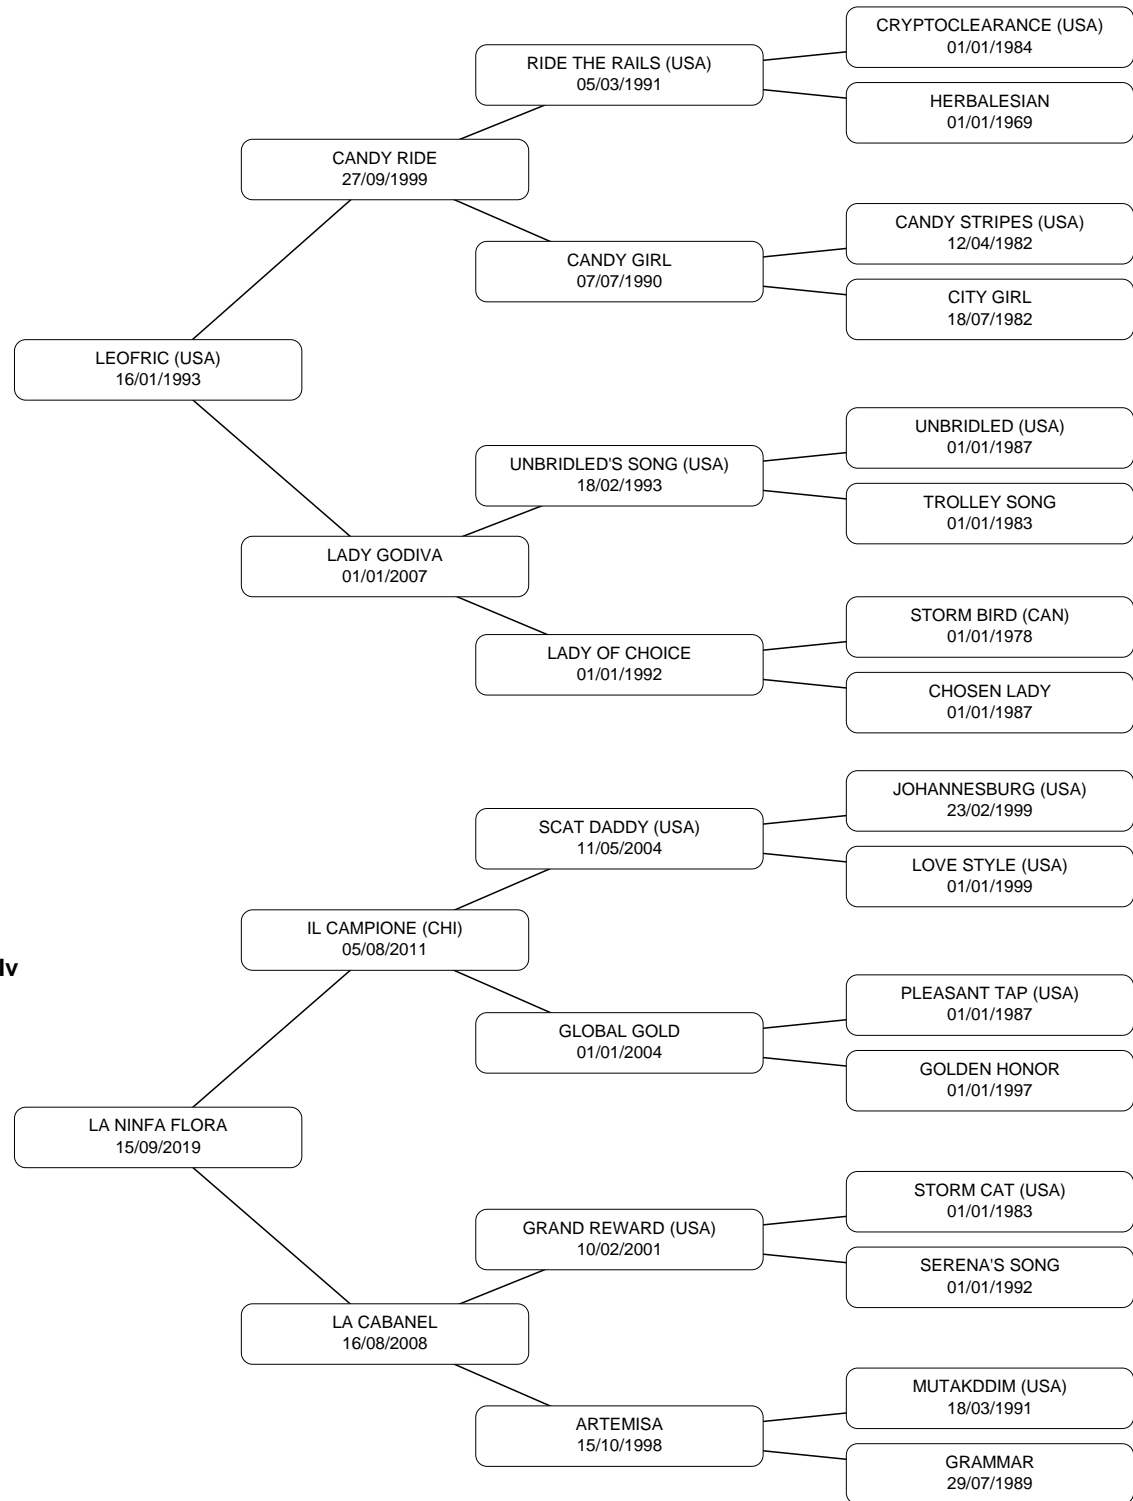 CRYPTOCLEARANCE (USA)
01/01/1984
RIDE THE RAILS (USA)
05/03/1991
HERBALESIAN
01/01/1969
CANDY RIDE
27/09/1999
CANDY STRIPES (USA)
12/04/1982
CANDY GIRL
07/07/1990
CITY GIRL
18/07/1982
LEOFRIC (USA)
16/01/1993
UNBRIDLED (USA)
01/01/1987
UNBRIDLED'S SONG (USA)
18/02/1993
TROLLEY SONG
01/01/1983
LADY GODIVA
01/01/2007
STORM BIRD (CAN)
01/01/1978
LADY OF CHOICE
01/01/1992
CHOSEN LADY
01/01/1987
JOHANNESBURG (USA)
23/02/1999
SCAT DADDY (USA)
11/05/2004
LOVE STYLE (USA)
01/01/1999
IL CAMPIONE (CHI)
05/08/2011
PLEASANT TAP (USA)
01/01/1987
GLOBAL GOLD
01/01/2004
GOLDEN HONOR
01/01/1997
LA NINFA FLORA
15/09/2019
STORM CAT (USA)
01/01/1983
GRAND REWARD (USA)
10/02/2001
SERENA'S SONG
01/01/1992
LA CABANEL
16/08/2008
MUTAKDDIM (USA)
18/03/1991
ARTEMISA
15/10/1998
GRAMMAR
29/07/1989